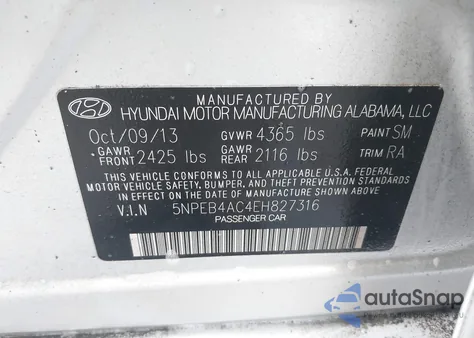 MANUFACTURED BY
HYUNDAI MOTOR MANUFACTURING ALABAMA, LLC
Oct/09/13 GVWR 4365 lbs PAINT SM
GAWR FRONT 2425 lbs GAWR REAR 2116 lbs TRIM RA
THIS VEHICLE CONFORMS TO ALL APPLICABLE U.S.A. FEDERAL
MOTOR VEHICLE SAFETY, BUMPER, AND THEFT PREVENTION STANDARDS
IN EFFECT ON THE DATE OF MANUFACTURE SHOWN ABOVE.
V.I.N 5NPEB4AC4EH827316
PASSENGER CAR
autoSnap